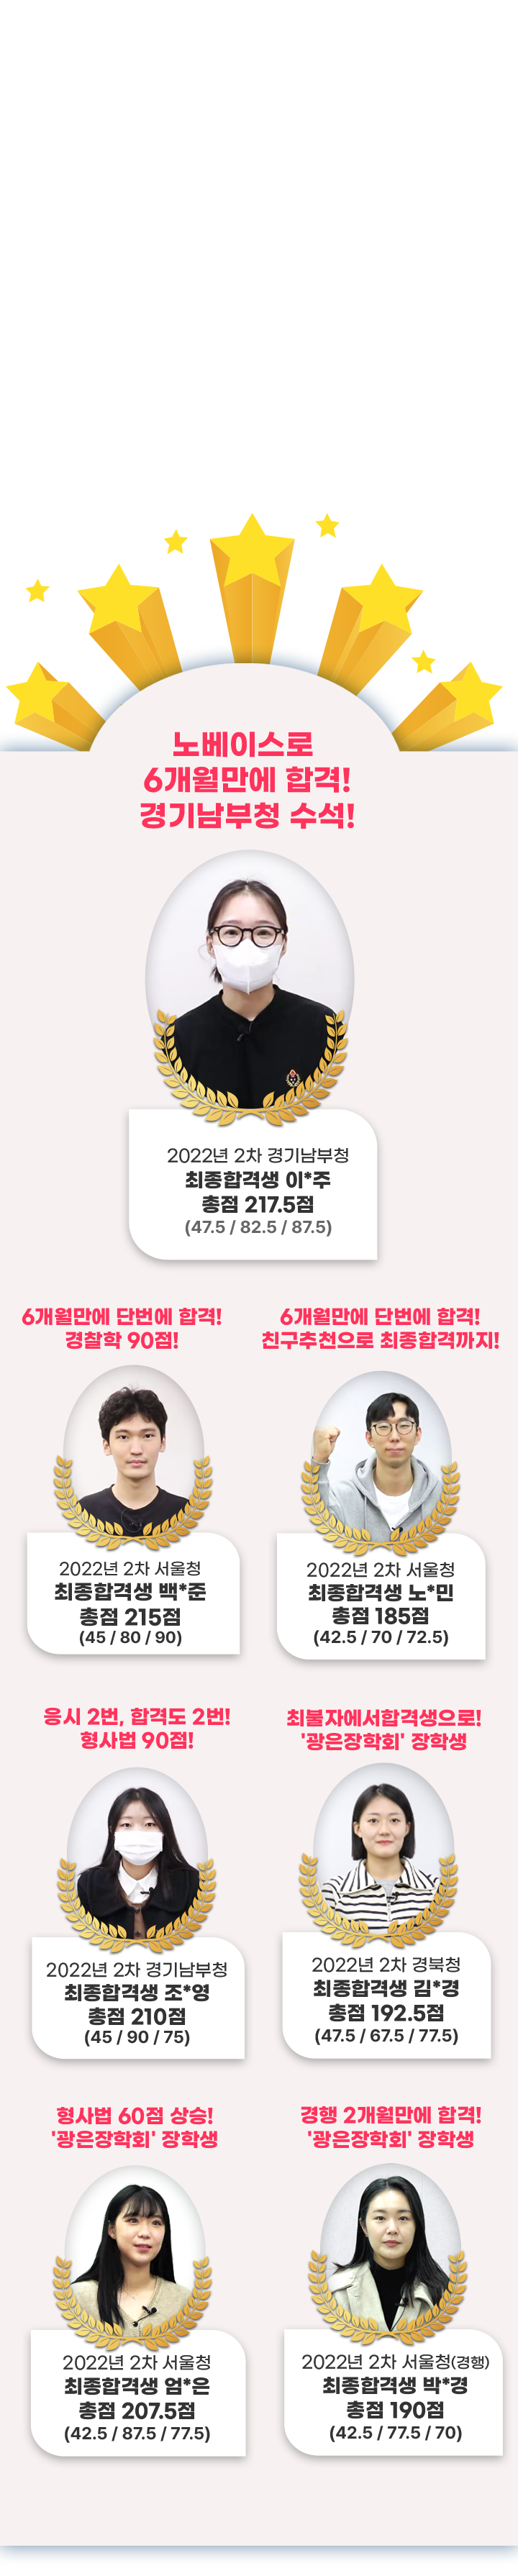 노베이스로
6개월만에 합격!
경기남부청 수석!
2022년 2차 경기남부청
최종합격생 이*주
총점 217.5점
(47.5 / 82.5 / 87.5)
6개월만에 단번에 합격!
경찰학 90점!
2022년 2차 서울청
최종합격생 백*준
총점 215점
(45 / 80 / 90)
6개월만에 단번에 합격!
친구추천으로 최종합격까지!
2022년 2차 서울청
최종합격생 노*민
총점 185점
(42.5 / 70 / 72.5)
응시 2번, 합격도 2번!
형사법 90점!
2022년 2차 경기남부청
최종합격생 조*영
총점 210점
(45 / 90 / 75)
최불자에서합격생으로!
'광은장학회' 장학생
2022년 2차 경북청
최종합격생 김*경
총점 192.5점
(47.5 / 67.5 / 77.5)
형사법 60점 상승!
'광은장학회' 장학생
2022년 2차 서울청
최종합격생 엄*은
총점 207.5점
(42.5 / 87.5 / 77.5)
경행 2개월만에 합격!
'광은장학회' 장학생
2022년 2차 서울청(경행)
최종합격생 박*경
총점 190점
(42.5 / 77.5 / 70)